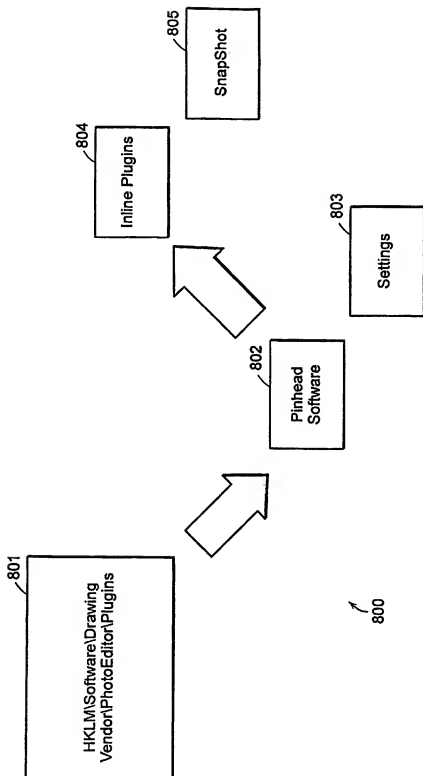 801
HKLM\Software\Drawing
Vendor\PhotoEditor\Plugins
802
Pinhead
Software
803
Settings
804
Inline Plugins
805
SnapShot
800